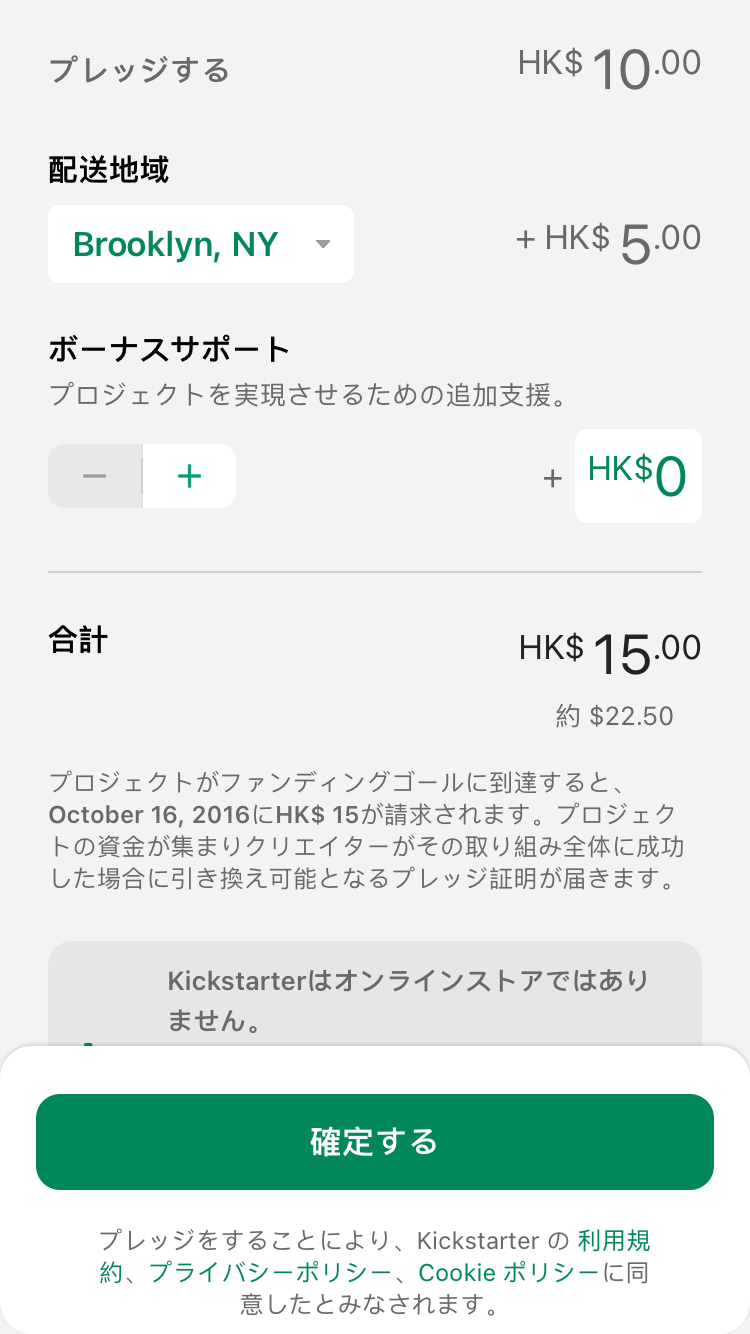 プレッジする HK$ 10.00
配送地域
Brooklyn, NY + HK$ 5.00
ボーナスサポート
プロジェクトを実現させるための追加支援。
− + + HK$0
合計 HK$ 15.00
約 $22.50
プロジェクトがファンディングゴールに到達すると、
October 16, 2016にHK$ 15が請求されます。プロジェク
トの資金が集まりクリエイターがその取り組み全体に成功
した場合に引き換え可能となるプレッジ証明が届きます。
Kickstarterはオンラインストアではあり
ません。
確定する
プレッジをすることにより、Kickstarter の 利用規
約、プライバシーポリシー、Cookie ポリシーに同
意したとみなされます。